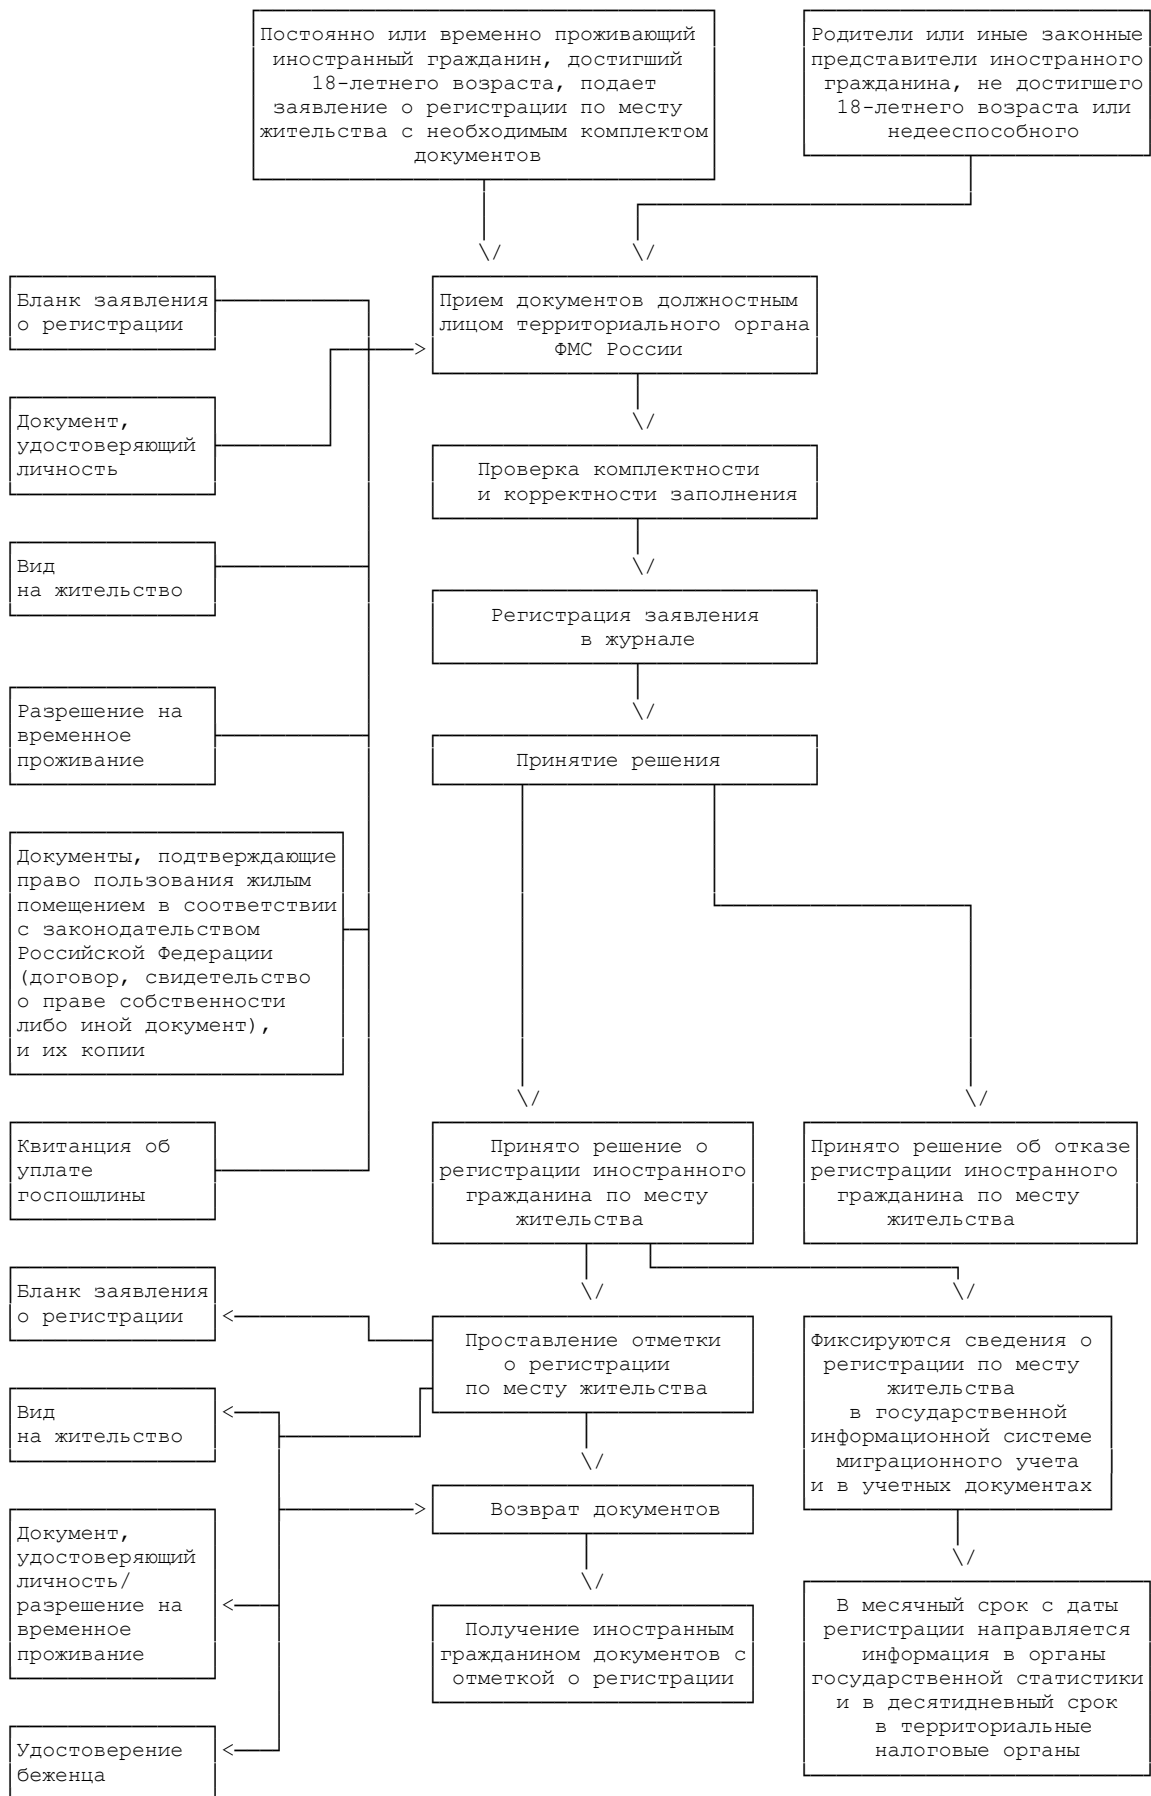 Постоянно или временно проживающий
иностранный гражданин, достигший
18-летнего возраста, подает
заявление о регистрации по месту
жительства с необходимым комплектом
документов
Родители или иные законные
представители иностранного
гражданина, не достигшего
18-летнего возраста или
недееспособного
Бланк заявления
о регистрации
Прием документов должностным
лицом территориального органа
ФМС России
Документ,
удостоверяющий
личность
Проверка комплектности
и корректности заполнения
Вид
на жительство
Регистрация заявления
в журнале
Разрешение на
временное
проживание
Принятие решения
Документы, подтверждающие
право пользования жилым
помещением в соответствии
с законодательством
Российской Федерации
(договор, свидетельство
о праве собственности
либо иной документ),
и их копии
Квитанция об
уплате
госпошлины
Принято решение о
регистрации иностранного
гражданина по месту
жительства
Принято решение об отказе
регистрации иностранного
гражданина по месту
жительства
Бланк заявления
о регистрации
Проставление отметки
о регистрации
по месту жительства
Фиксируются сведения о
регистрации по месту
жительства
в государственной
информационной системе
миграционного учета
и в учетных документах
Вид
на жительство
Возврат документов
Документ,
удостоверяющий
личность/
разрешение на
временное
проживание
Получение иностранным
гражданином документов с
отметкой о регистрации
В месячный срок с даты
регистрации направляется
информация в органы
государственной статистики
и в десятидневный срок
в территориальные
налоговые органы
Удостоверение
беженца